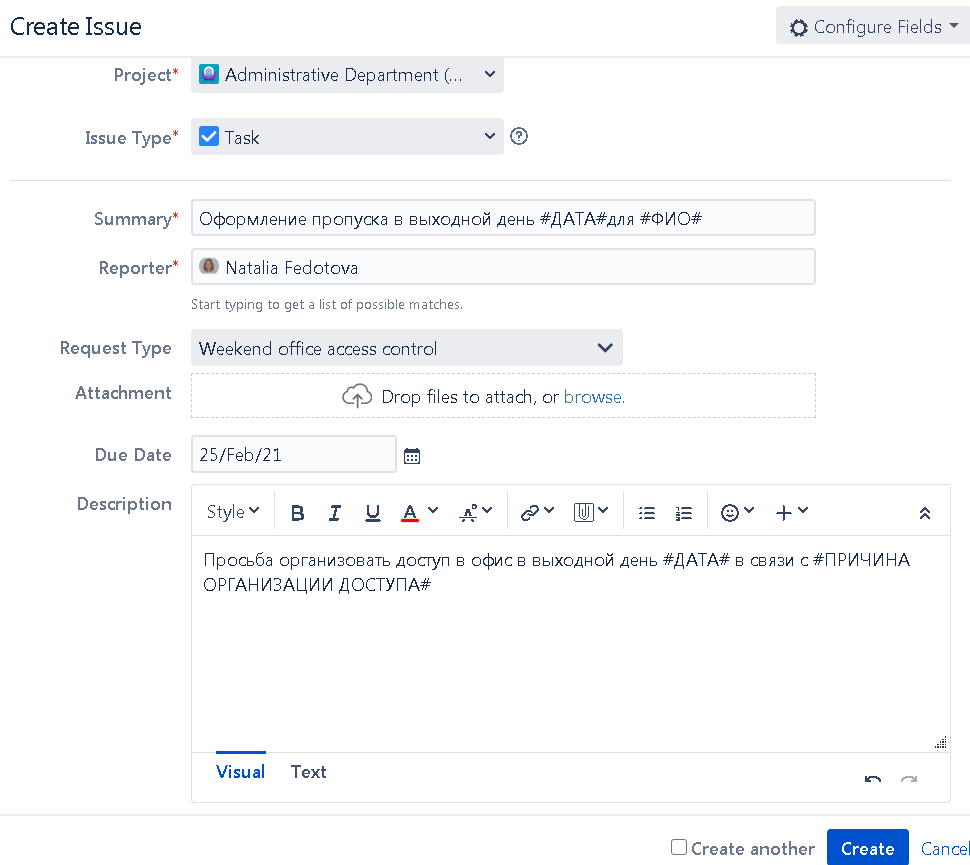 Create Issue
Configure Fields
Project* Administrative Department (...
Issue Type* Task
Summary* Оформление пропуска в выходной день #ДАТА#для #ФИО#
Reporter* Natalia Fedotova
Start typing to get a list of possible matches.
Request Type Weekend office access control
Attachment Drop files to attach, or browse.
Due Date 25/Feb/21
Description Style B I U A
Просьба организовать доступ в офис в выходной день #ДАТА# в связи с #ПРИЧИНА
ОРГАНИЗАЦИИ ДОСТУПА#
Visual Text
Create another Create Cancel